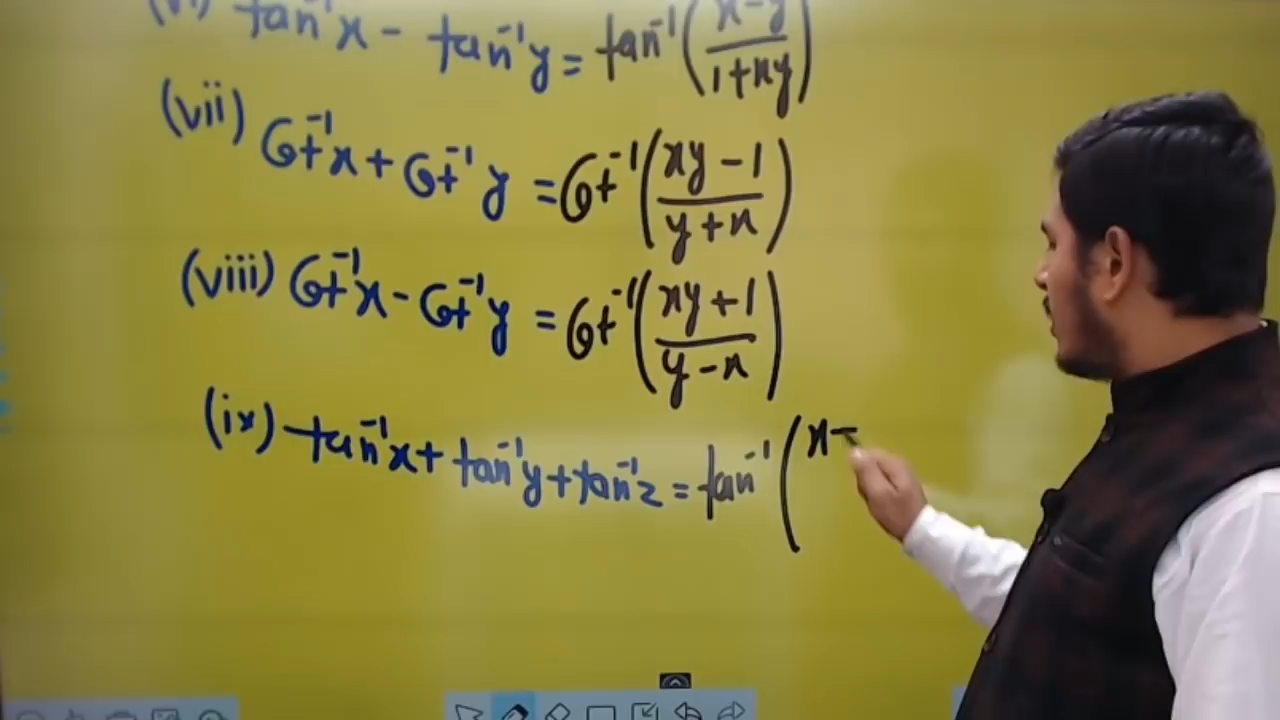 (vi) tan⁻¹x - tan⁻¹y = tan⁻¹((x-y)/(1+xy))
(vii) Cot⁻¹x + Cot⁻¹y = Cot⁻¹((xy-1)/(y+x))
(viii) Cot⁻¹x - Cot⁻¹y = Cot⁻¹((xy+1)/(y-x))
(ix) tan⁻¹x + tan⁻¹y + tan⁻¹z = tan⁻¹(x